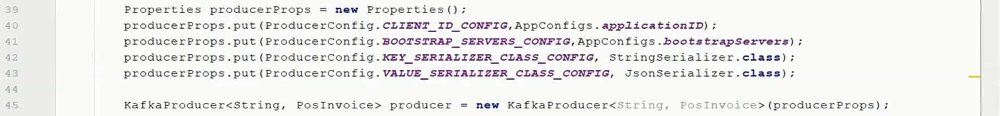 39 Properties producerProps = new Properties();
40 producerProps.put(ProducerConfig.CLIENT_ID_CONFIG,AppConfigs.applicationID);
41 producerProps.put(ProducerConfig.BOOTSTRAP_SERVERS_CONFIG,AppConfigs.bootstrapServers);
42 producerProps.put(ProducerConfig.KEY_SERIALIZER_CLASS_CONFIG, StringSerializer.class);
43 producerProps.put(ProducerConfig.VALUE_SERIALIZER_CLASS_CONFIG, JsonSerializer.class);
44
45 KafkaProducer<String, PosInvoice> producer = new KafkaProducer<String, PosInvoice>(producerProps);